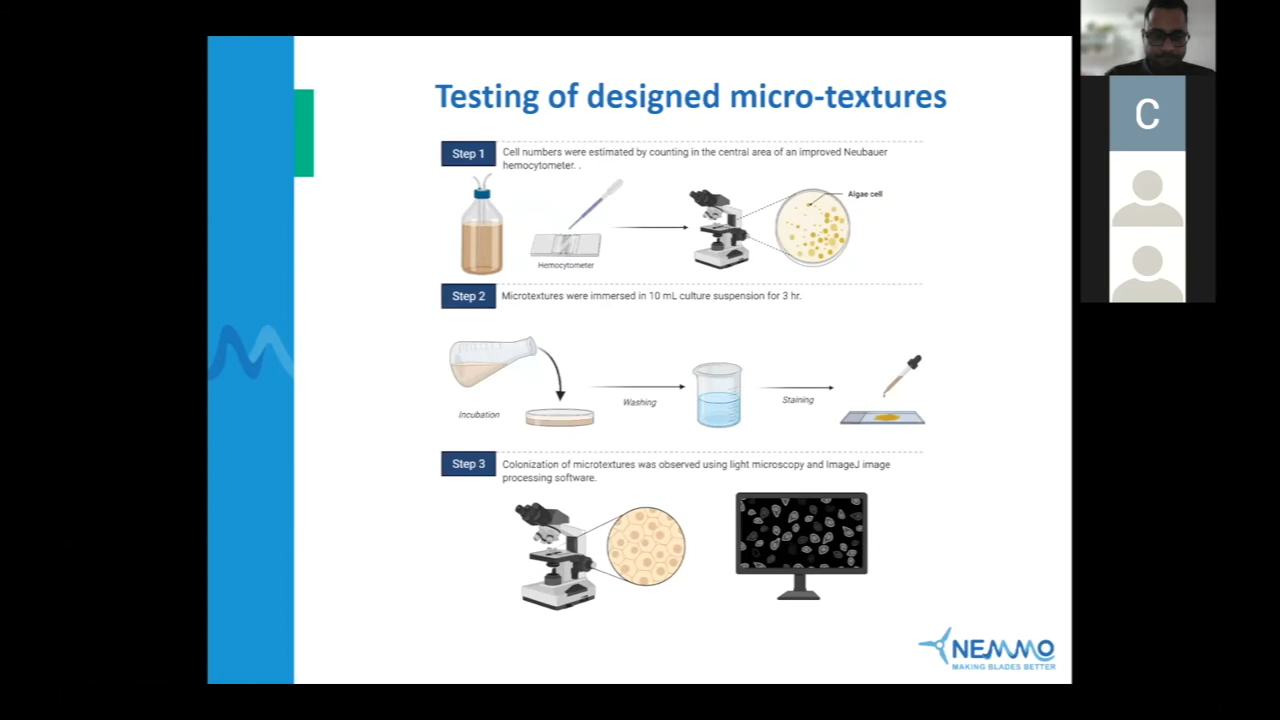 Testing of designed micro-textures
Step 1
Cell numbers were estimated by counting in the central area of an improved Neubauer
hemocytometer. .
Algae cell
Hemocytometer
Step 2
Microtextures were immersed in 10 mL culture suspension for 3 hr.
Incubation
Washing
Staining
Step 3
Colonization of microtextures was observed using light microscopy and ImageJ image
processing software.
NEMMO
MAKING BLADES BETTER
C